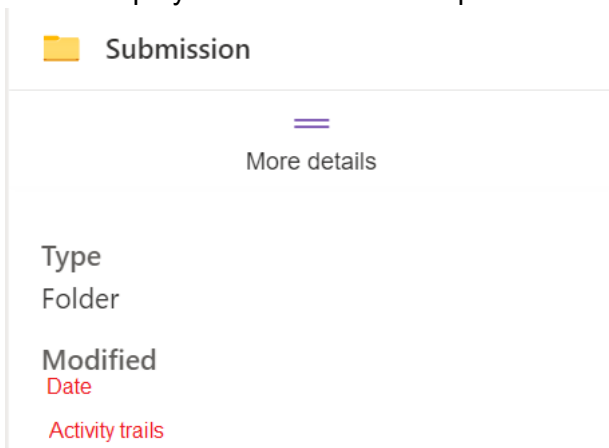 Submission
More details
Type
Folder
Modified
Date
Activity trails